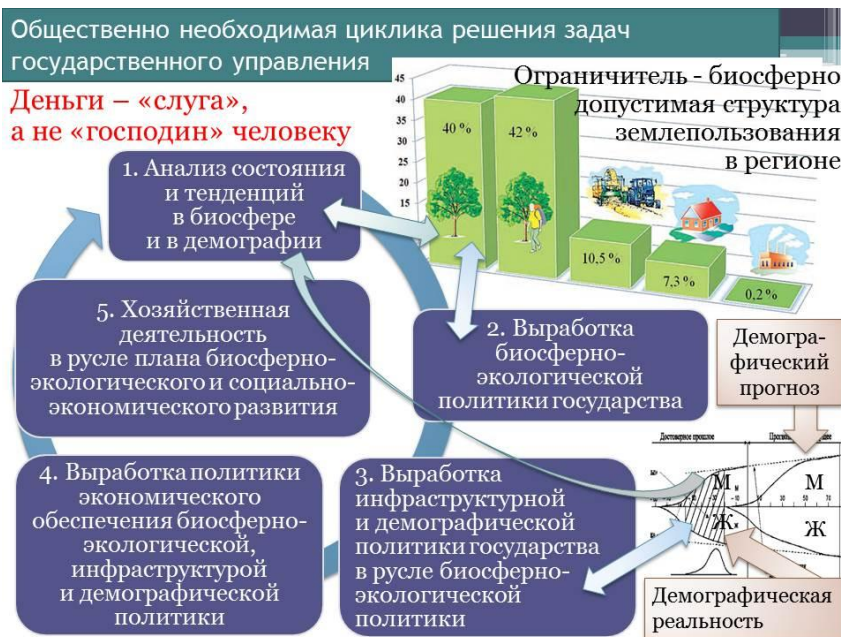 Общественно необходимая циклика решения задач
государственного управления
Деньги – «слуга»,
а не «господин» человеку
Ограничитель - биосферно
допустимая структура
землепользования
в регионе
45
40
35
30
25
20
15
40 %
42 %
10,5 %
7,3 %
0,2 %
1. Анализ состояния
и тенденций
в биосфере
и в демографии
2. Выработка
биосферно-
экологической
политики государства
3. Выработка
инфраструктурной
и демографической
политики государства
в русле биосферно-
экологической
политики
4. Выработка политики
экономического
обеспечения биосферно-
экологической,
инфраструктурой
и демографической
политики
5. Хозяйственная
деятельность
в русле плана биосферно-
экологического и социально-
экономического развития
Демогра-
фический
прогноз
Достоверное прошлое
М
М
Ж
Ж
Демографическая
реальность